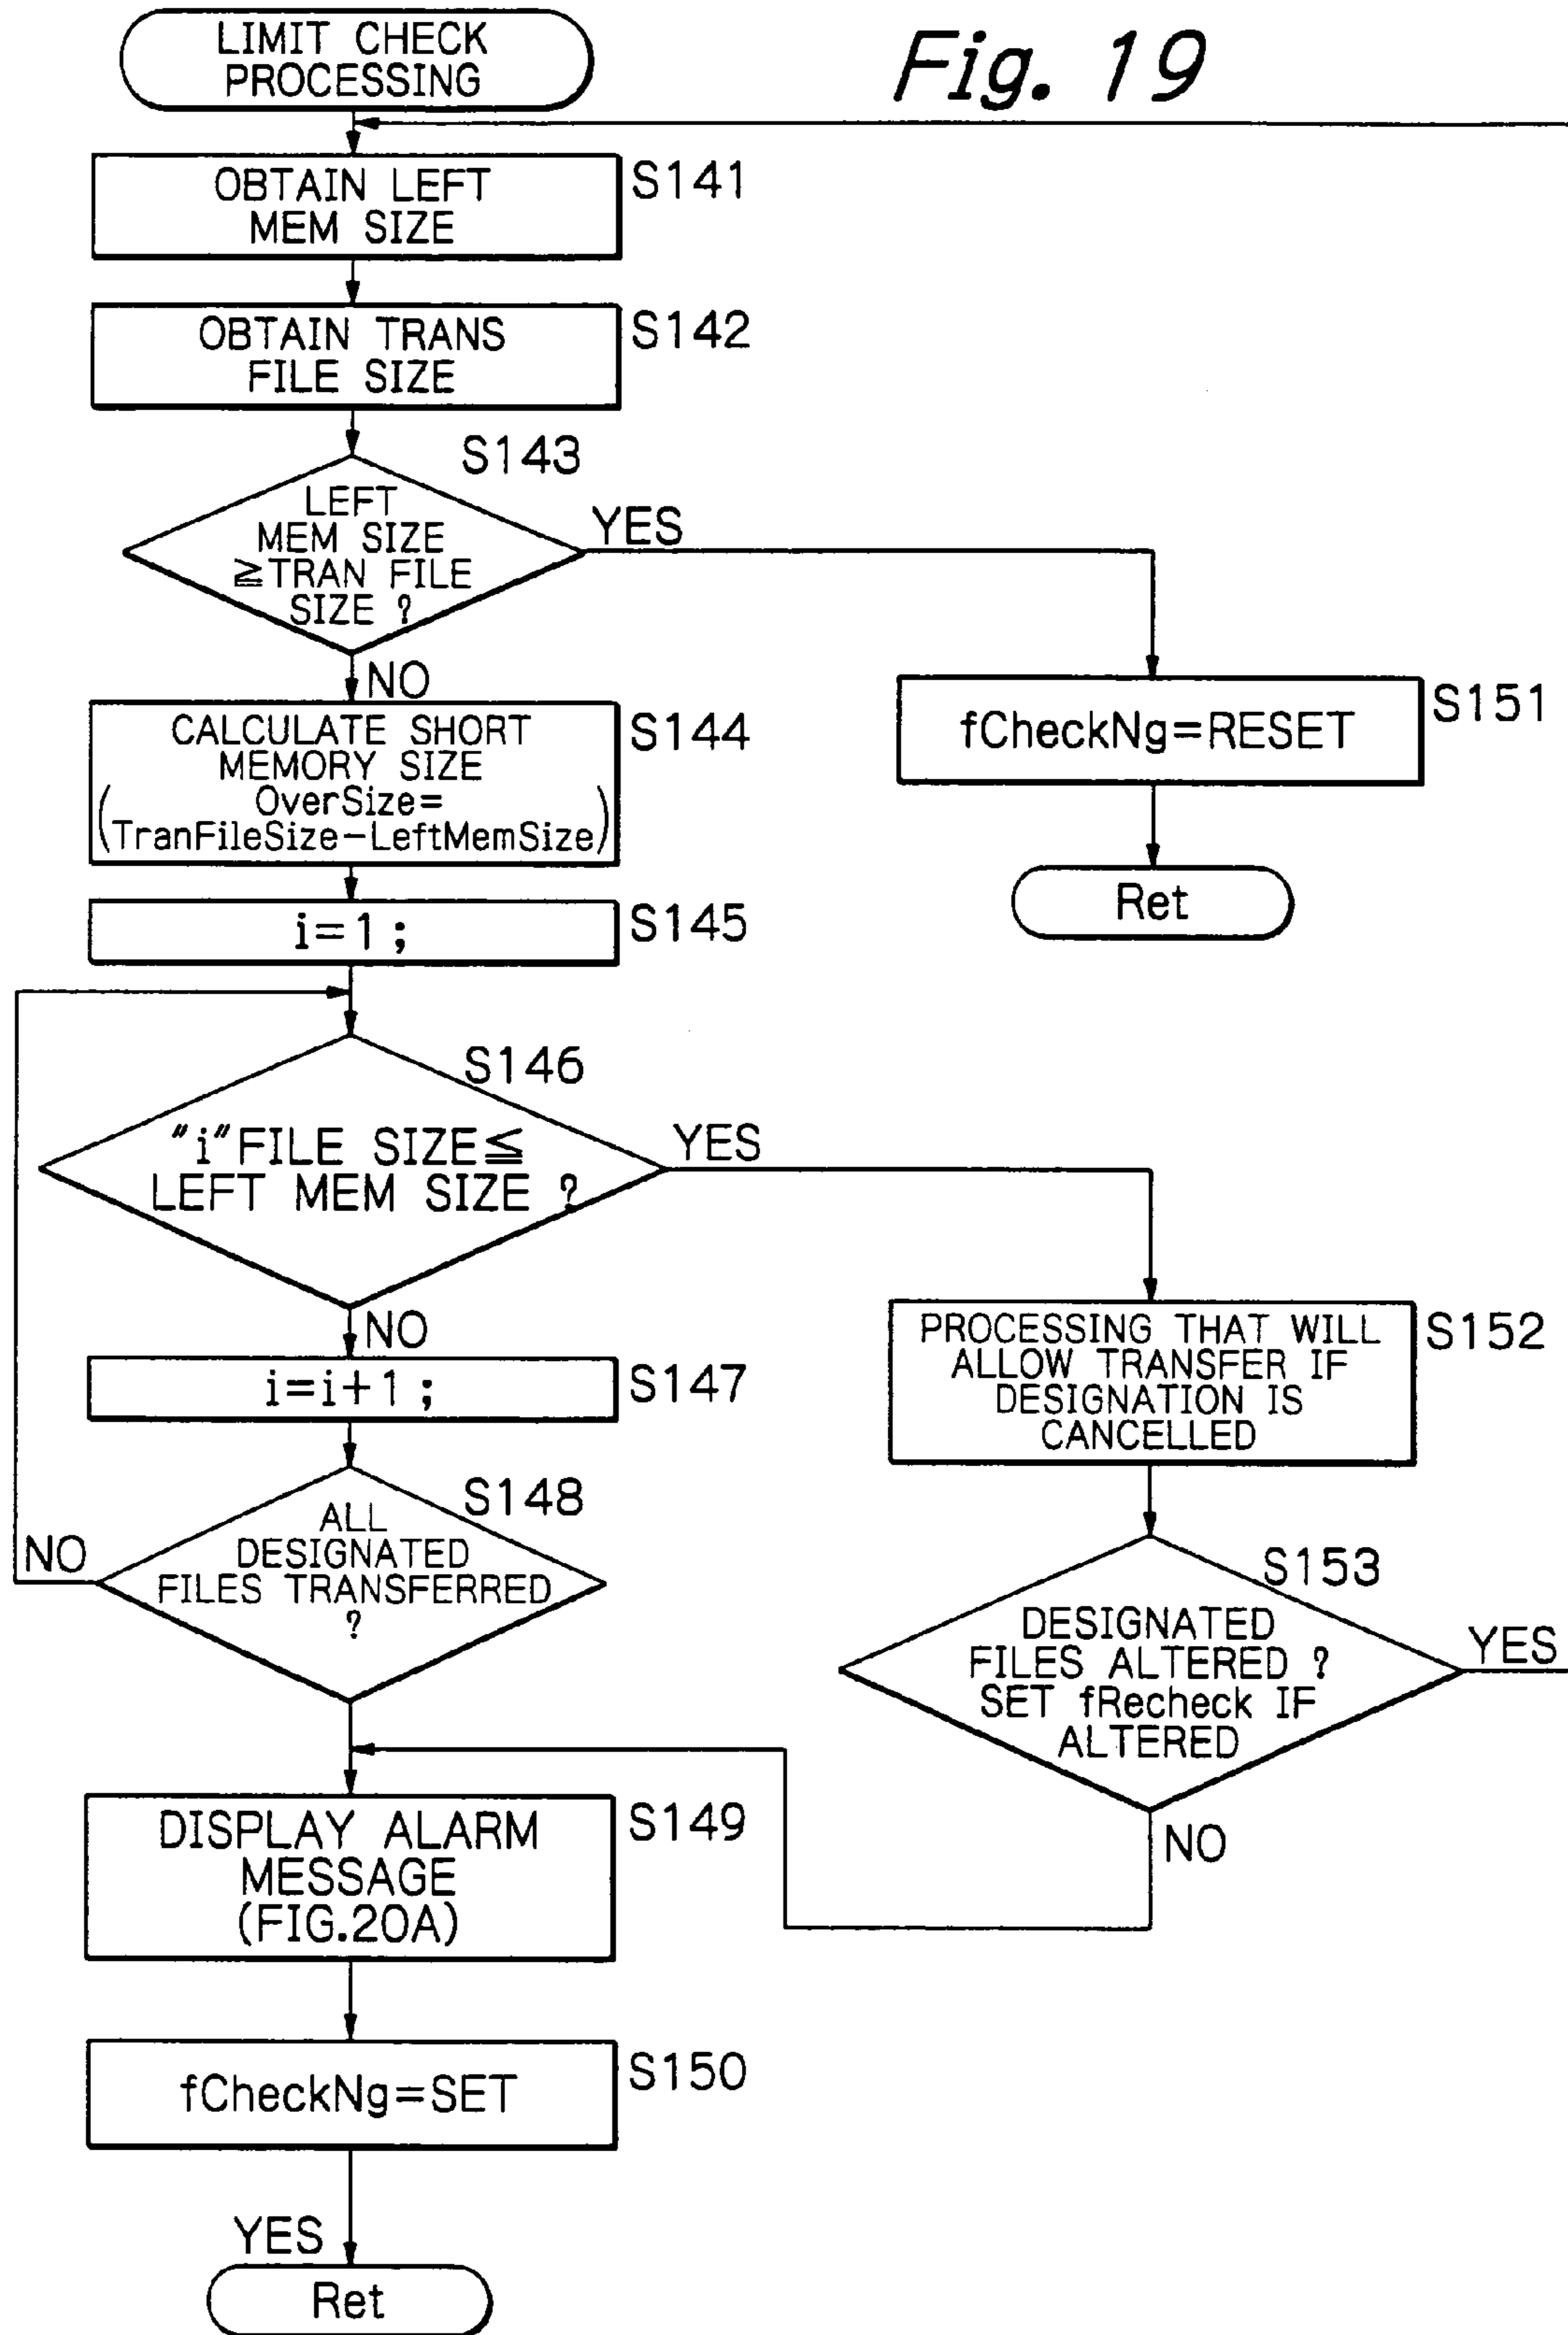 Fig. 19
LIMIT CHECK
PROCESSING
OBTAIN LEFT
MEM SIZE
S141
OBTAIN TRANS
FILE SIZE
S142
S143
LEFT
MEM SIZE
≧TRAN FILE
SIZE ?
YES
NO
CALCULATE SHORT
MEMORY SIZE
OverSize=
(TranFileSize-LeftMemSize)
S144
fCheckNg=RESET
S151
Ret
i=1 ;
S145
S146
"i"FILE SIZE≦
LEFT MEM SIZE ?
YES
NO
i=i+1 ;
S147
PROCESSING THAT WILL
ALLOW TRANSFER IF
DESIGNATION IS
CANCELLED
S152
S148
ALL
DESIGNATED
FILES TRANSFERRED
?
NO
S153
DESIGNATED
FILES ALTERED ?
SET fRecheck IF
ALTERED
YES
NO
DISPLAY ALARM
MESSAGE
(FIG.20A)
S149
fCheckNg=SET
S150
YES
Ret